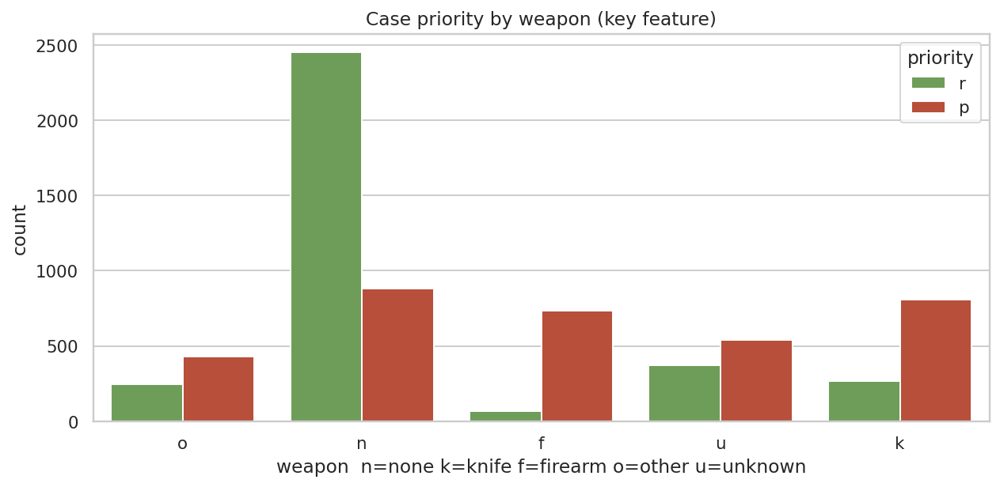 Case priority by weapon (key feature)
priority
r
p
2500
2000
1500
1000
500
0
count
o n f u k
weapon  n=none k=knife f=firearm o=other u=unknown